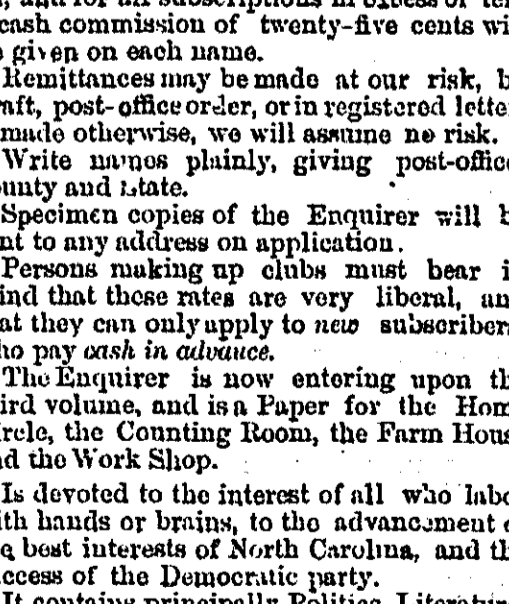 and for all subscriptions in excess of ten
cash commission of twenty-five cents wi
given on each name.
Remittances may be made at our risk, b
aft, post-office order, or in registered letter
made otherwise, we will assume no risk.
Write names plainly, giving post-office
ounty and State.
Specimen copies of the Enquirer will b
nt to any address on application.
Persons making up clubs must bear i
ind that these rates are very liberal, an
at they can only apply to new subscribers
ho pay cash in advance.
The Enquirer is now entering upon th
ird volume, and is a Paper for the Hom
ircle, the Counting Room, the Farm Hous
nd the Work Shop.
Is devoted to the interest of all who labo
ith hands or brains, to the advancement o
e best interests of North Carolina, and th
ccess of the Democratic party.
It contains principally Politics, Literature